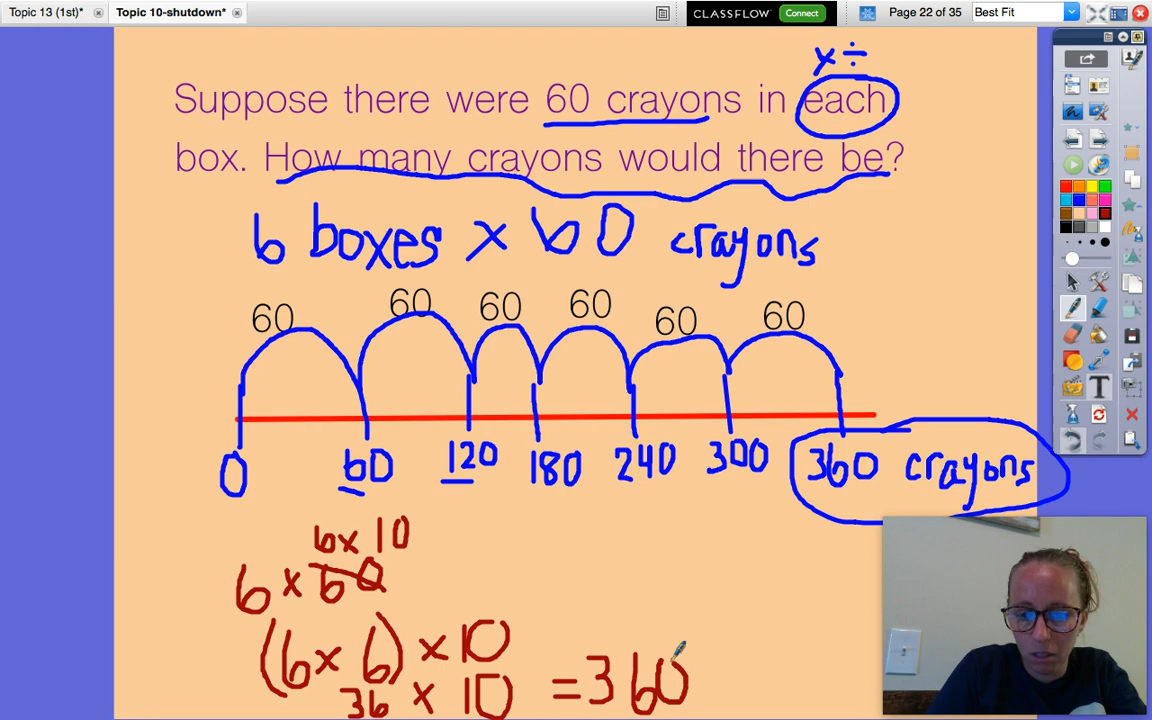 Topic 13 (1st)* Topic 10-shutdown* CLASSFLOW Connect Page 22 of 35 Best Fit
x ÷
Suppose there were 60 crayons in each
box. How many crayons would there be?
6 boxes x 60 crayons
60 60 60 60 60 60
0 60 120 180 240 300 360 crayons
6x 10
6 x 60
(6 x 6) x 10
36 x 10 = 360